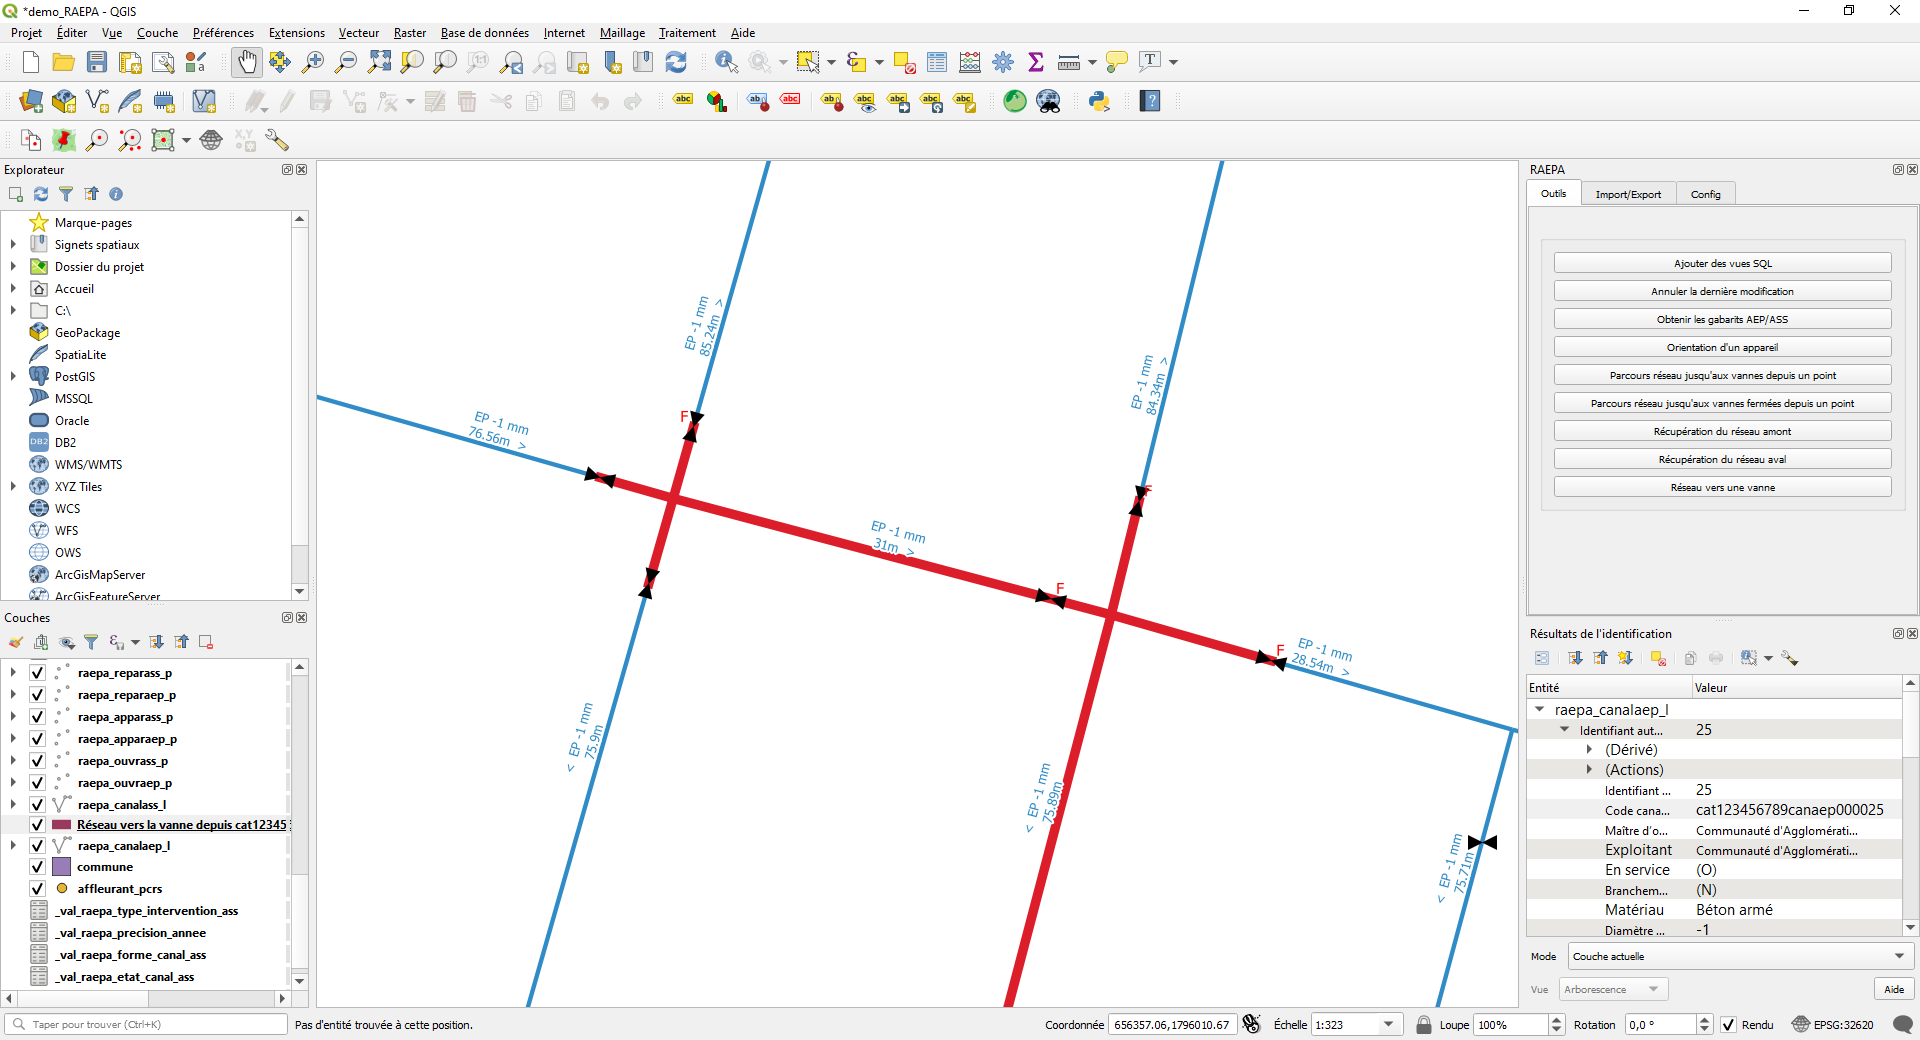 *demo_RAEPA - QGIS
Projet Éditer Vue Couche Préférences Extensions Vecteur Raster Base de données Internet Maillage Traitement Aide
Explorateur
Marque-pages
Signets spatiaux
Dossier du projet
Accueil
C:\
GeoPackage
SpatiaLite
PostGIS
MSSQL
Oracle
DB2
WMS/WMTS
XYZ Tiles
WCS
WFS
OWS
ArcGisMapServer
ArcGisFeatureServer
Couches
raepa_reparass_p
raepa_reparaep_p
raepa_apparass_p
raepa_apparaep_p
raepa_ouvrass_p
raepa_ouvraep_p
raepa_canalass_l
Réseau vers la vanne depuis cat12345
raepa_canalaep_l
commune
affleurant_pcrs
_val_raepa_type_intervention_ass
_val_raepa_precision_annee
_val_raepa_forme_canal_ass
_val_raepa_etat_canal_ass
EP -1 mm
85.24m >
EP -1 mm
84.34m >
EP -1 mm
76.56m >
F
F
EP -1 mm
31m >
F
F
EP -1 mm
28.54m >
< EP -1 mm
75.9m
< EP -1 mm
75.89m
< EP -1 mm
75.71m
RAEPA
Outils Import/Export Config
Ajouter des vues SQL
Annuler la dernière modification
Obtenir les gabarits AEP/ASS
Orientation d'un appareil
Parcours réseau jusqu'aux vannes depuis un point
Parcours réseau jusqu'aux vannes fermées depuis un point
Récupération du réseau amont
Récupération du réseau aval
Réseau vers une vanne
Résultats de l'identification
Entité Valeur
raepa_canalaep_l
Identifiant aut... 25
(Dérivé)
(Actions)
Identifiant ... 25
Code cana... cat123456789canaep000025
Maître d'o... Communauté d'Agglomérati...
Exploitant Communauté d'Agglomérati...
En service (O)
Branchem... (N)
Matériau Béton armé
Diamètre ... -1
Mode Couche actuelle
Vue Arborescence Aide
Taper pour trouver (Ctrl+K) Pas d'entité trouvée à cette position. Coordonnée 656357.06,1796010.67 Échelle 1:323 Loupe 100% Rotation 0,0 ° Rendu EPSG:32620